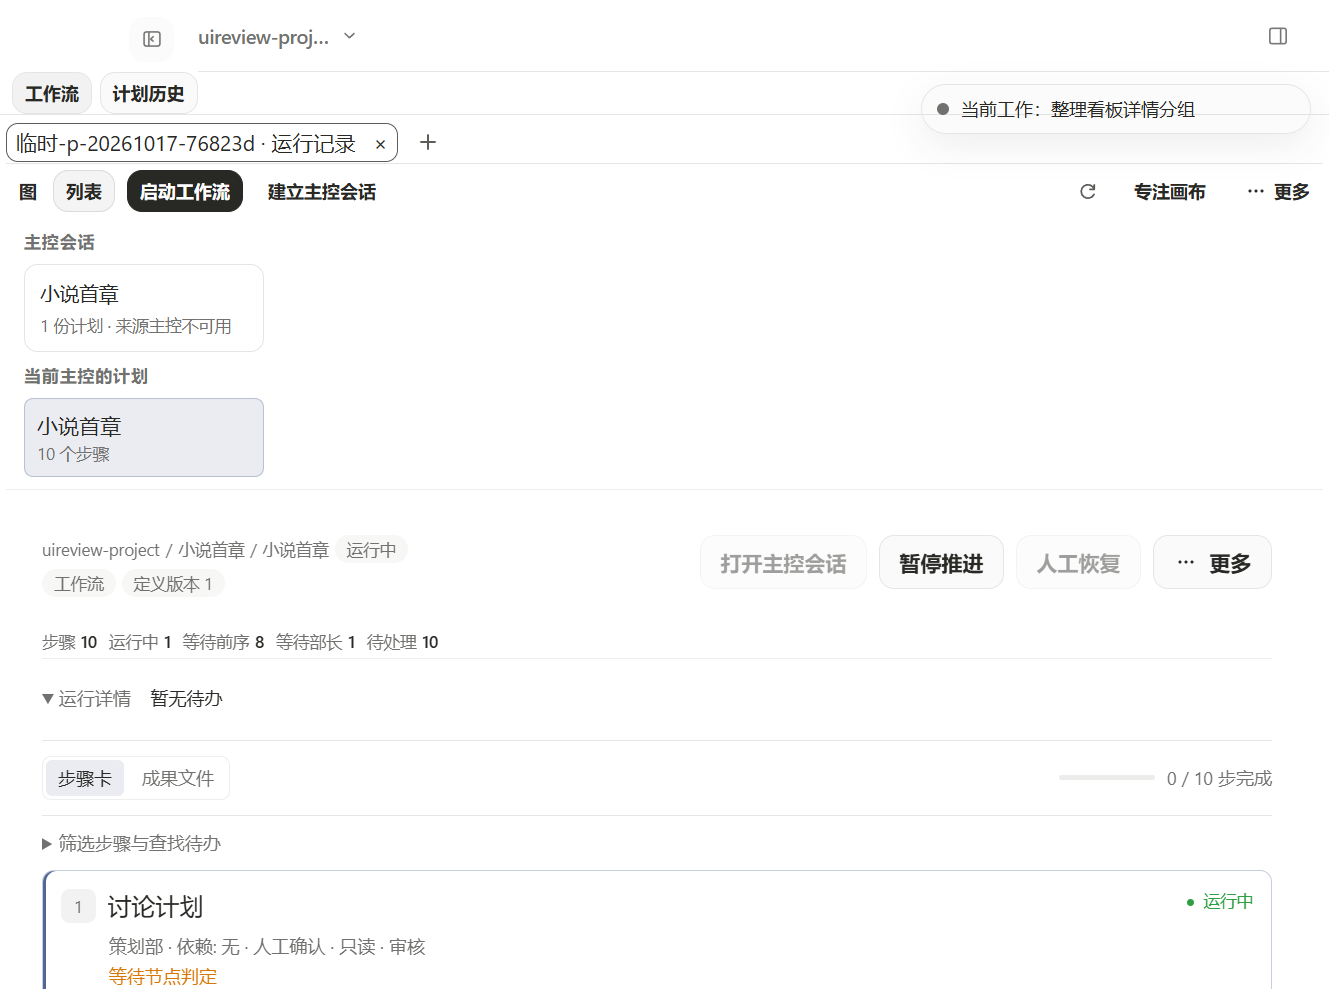 uireview-proj...
工作流 计划历史
当前工作：整理看板详情分组
临时-p-20261017-76823d · 运行记录 × +
图 列表 启动工作流 建立主控会话 专注画布 ··· 更多
主控会话
小说首章
1 份计划 · 来源主控不可用
当前主控的计划
小说首章
10 个步骤
uireview-project / 小说首章 / 小说首章 运行中
工作流 定义版本 1
打开主控会话 暂停推进 人工恢复 ··· 更多
步骤 10 运行中 1 等待前序 8 等待部长 1 待处理 10
▼运行详情 暂无待办
步骤卡 成果文件 0 / 10 步完成
▶ 筛选步骤与查找待办
1 讨论计划 • 运行中
策划部 · 依赖: 无 · 人工确认 · 只读 · 审核
等待节点判定